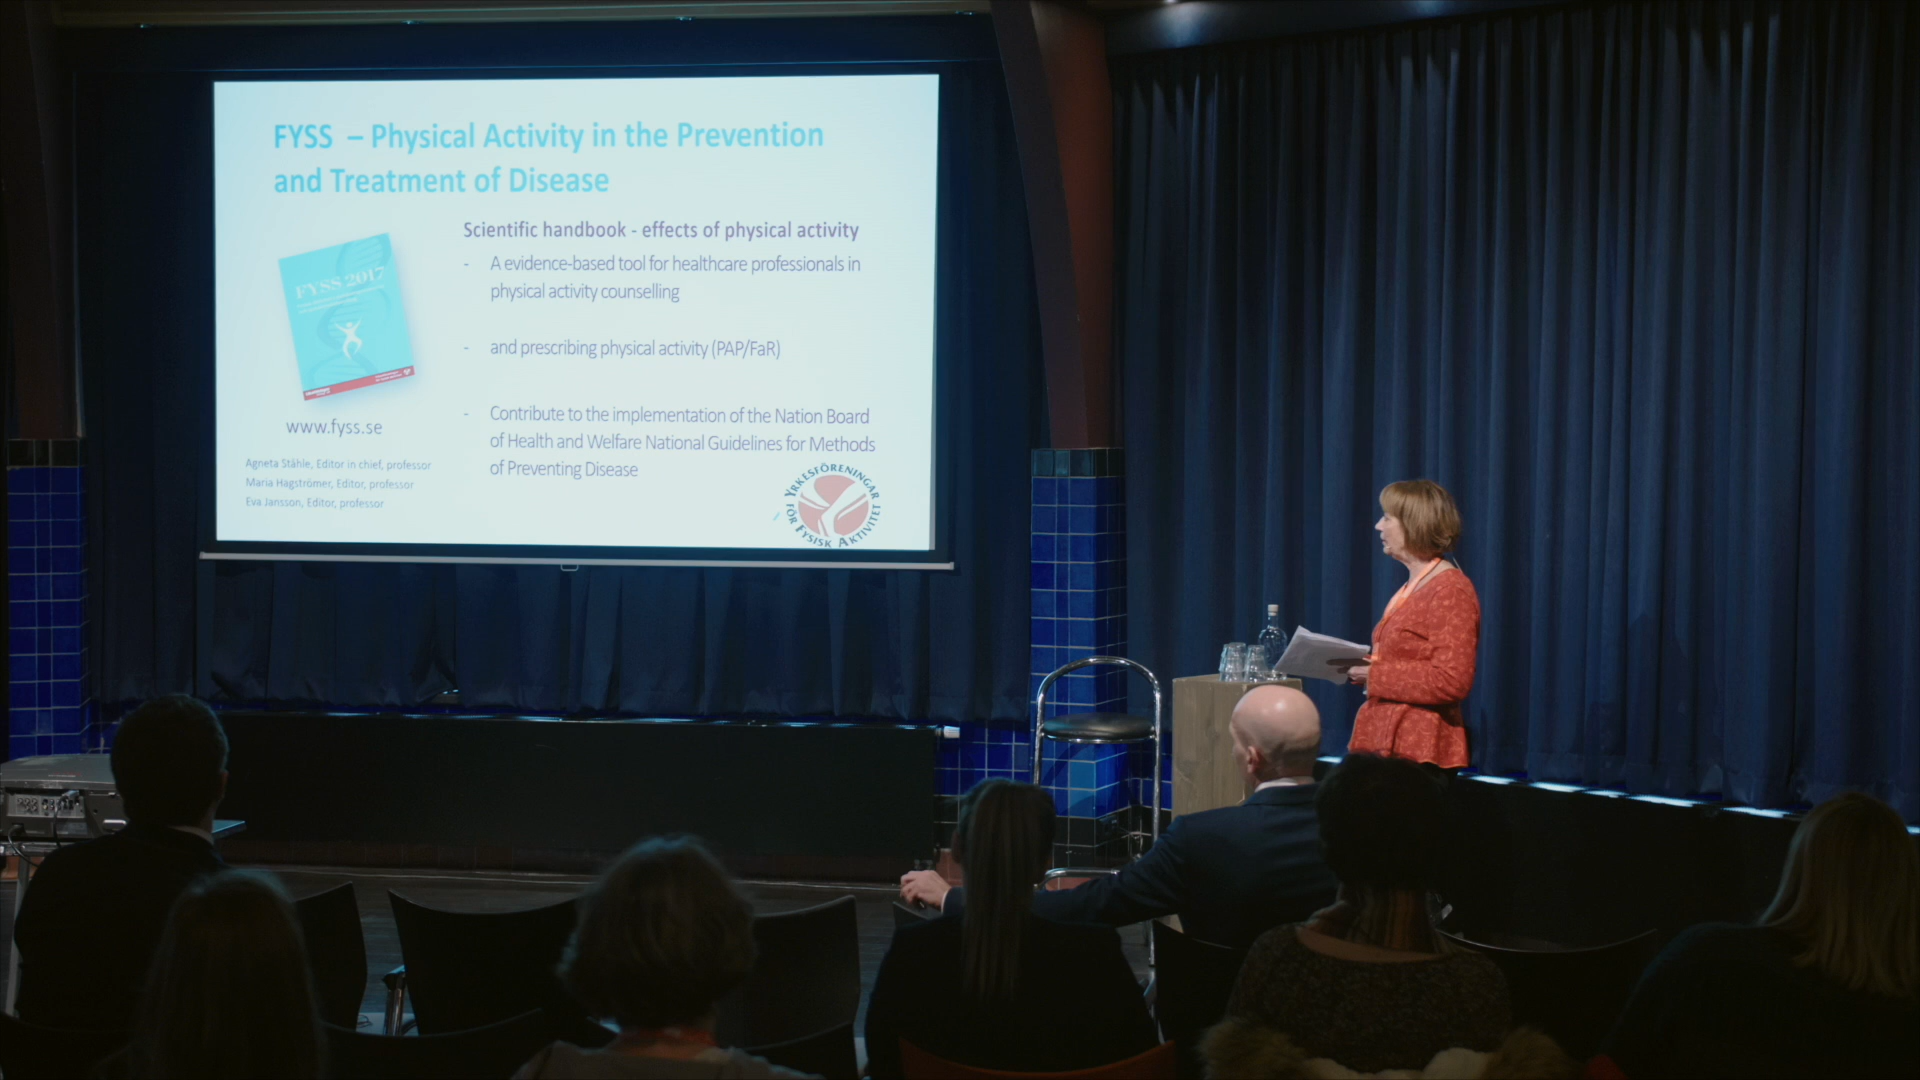 FYSS – Physical Activity in the Prevention
and Treatment of Disease
Scientific handbook - effects of physical activity
- A evidence-based tool for healthcare professionals in
physical activity counselling
- and prescribing physical activity (PAP/FaR)
- Contribute to the implementation of the Nation Board
of Health and Welfare National Guidelines for Methods
of Preventing Disease
FYSS 2017
www.fyss.se
Agneta Ståhle, Editor in chief, professor
Maria Hagströmer, Editor, professor
Eva Jansson, Editor, professor
YRKESFÖRENINGAR
FÖR FYSISK AKTIVITET